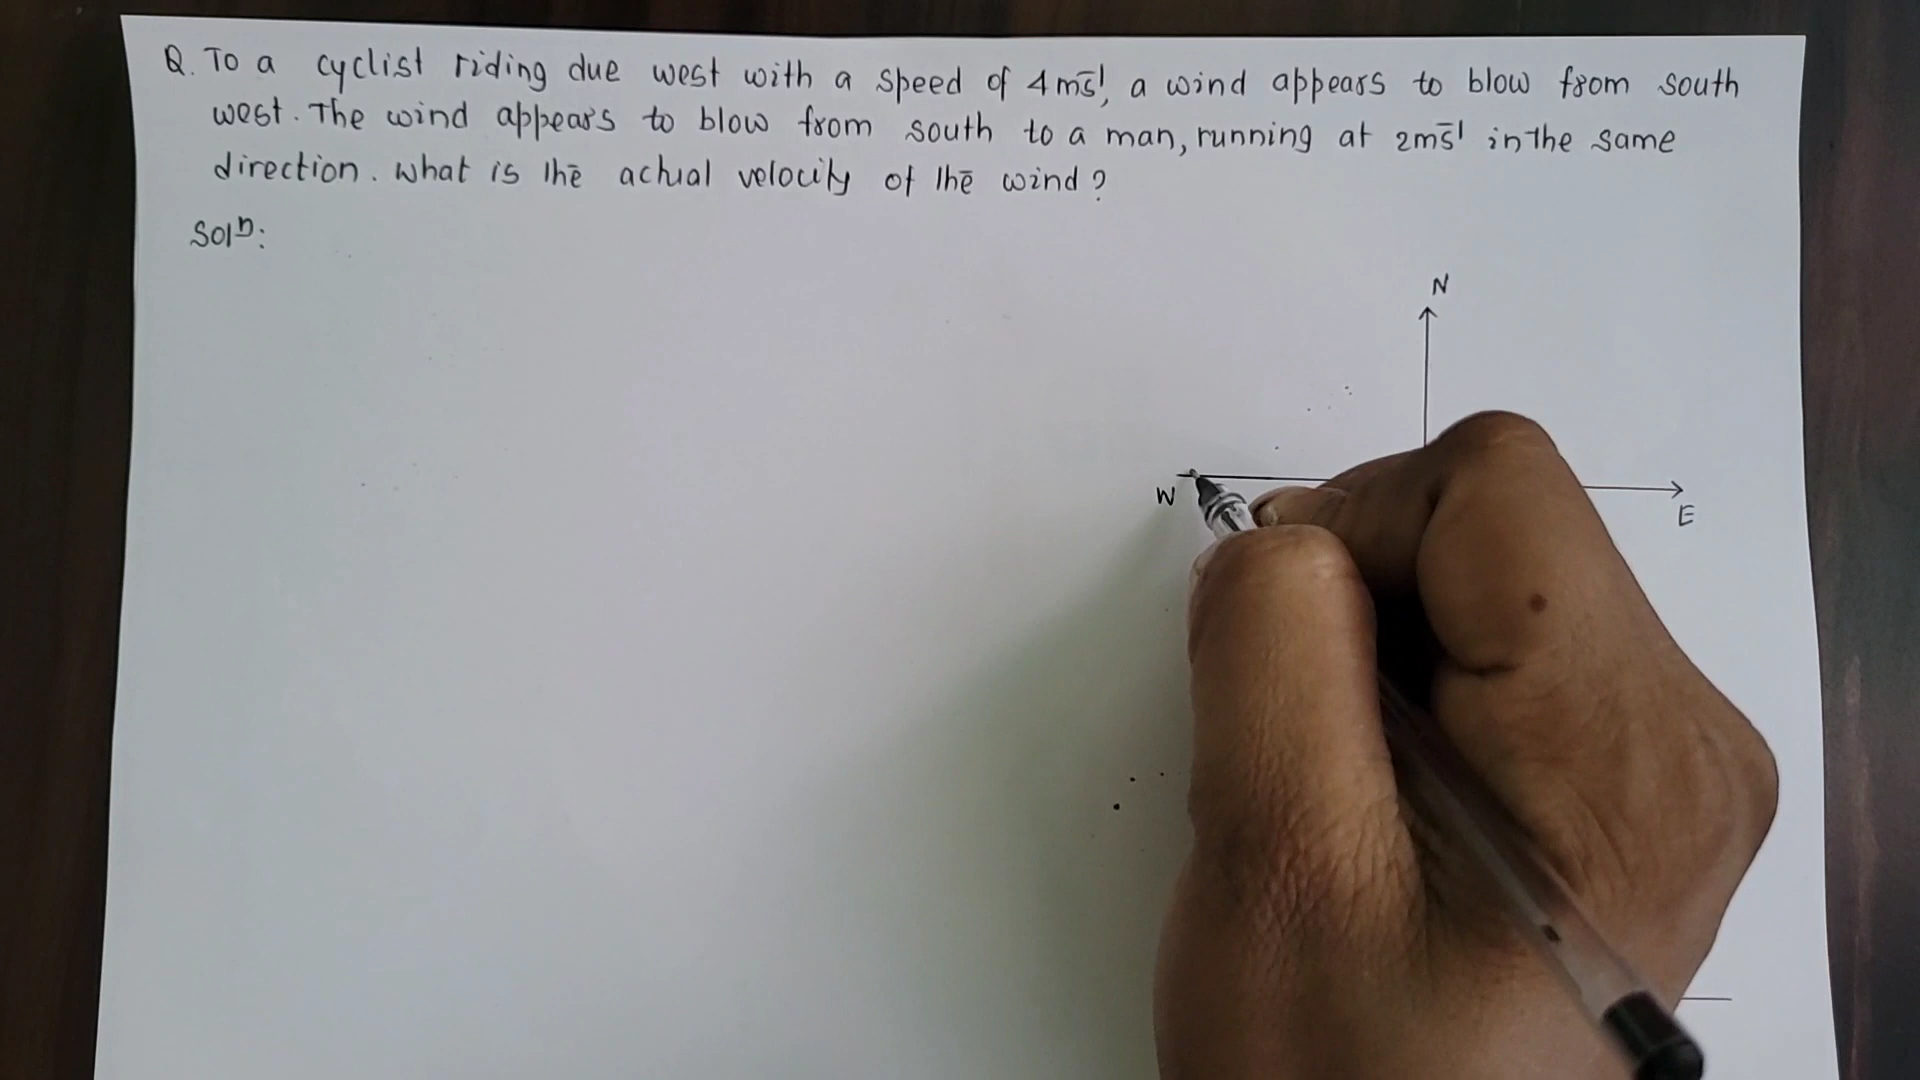 Q. To a cyclist riding due west with a speed of 4ms⁻¹, a wind appears to blow from south
west. The wind appears to blow from south to a man, running at 2ms⁻¹ in the same
direction. what is the actual velocity of the wind?
Solⁿ:
N
W
E